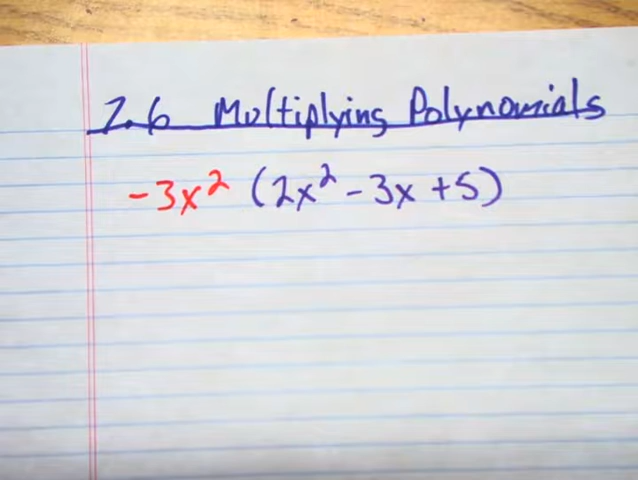 7.6 Multiplying Polynomials
-3x² (2x² - 3x + 5)